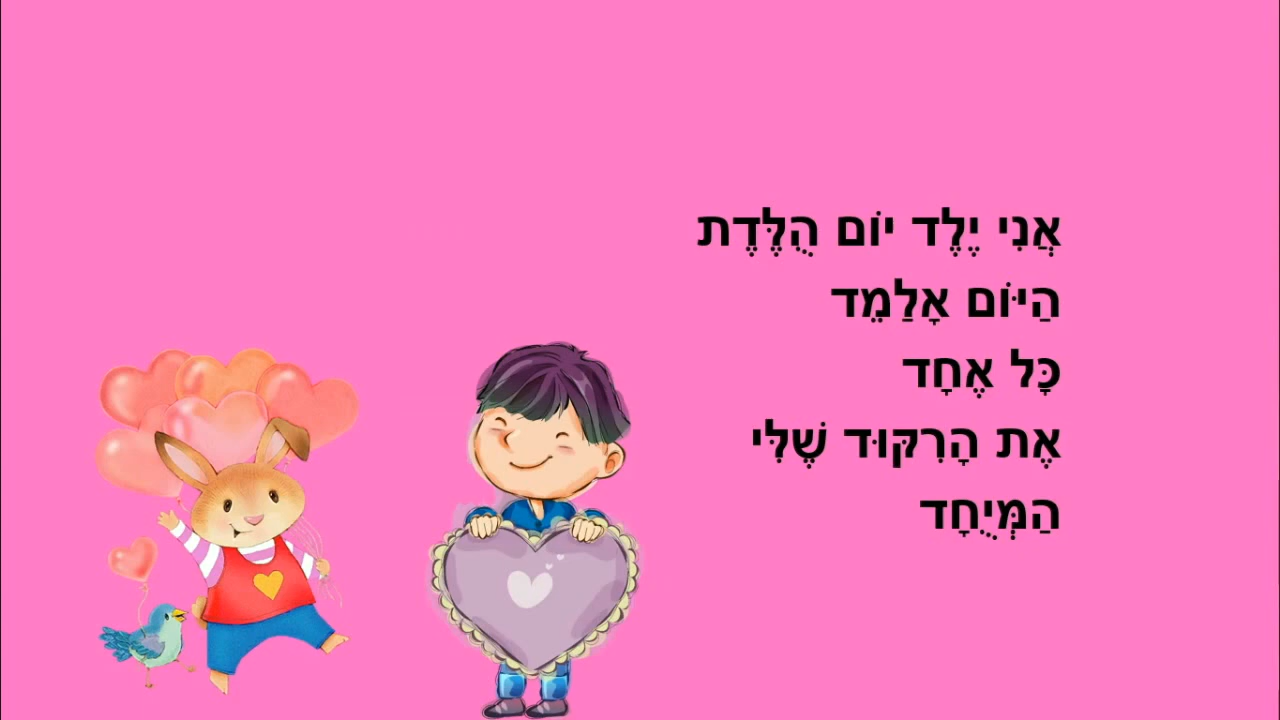 אֲנִי יֶלֶד יוֹם הֻלֶּדֶת
הַיּוֹם אָלַמֵד
כָּל אֶחָד
אֶת הָרִקּוּד שֶׁלִּי
הַמְּיֻחָד